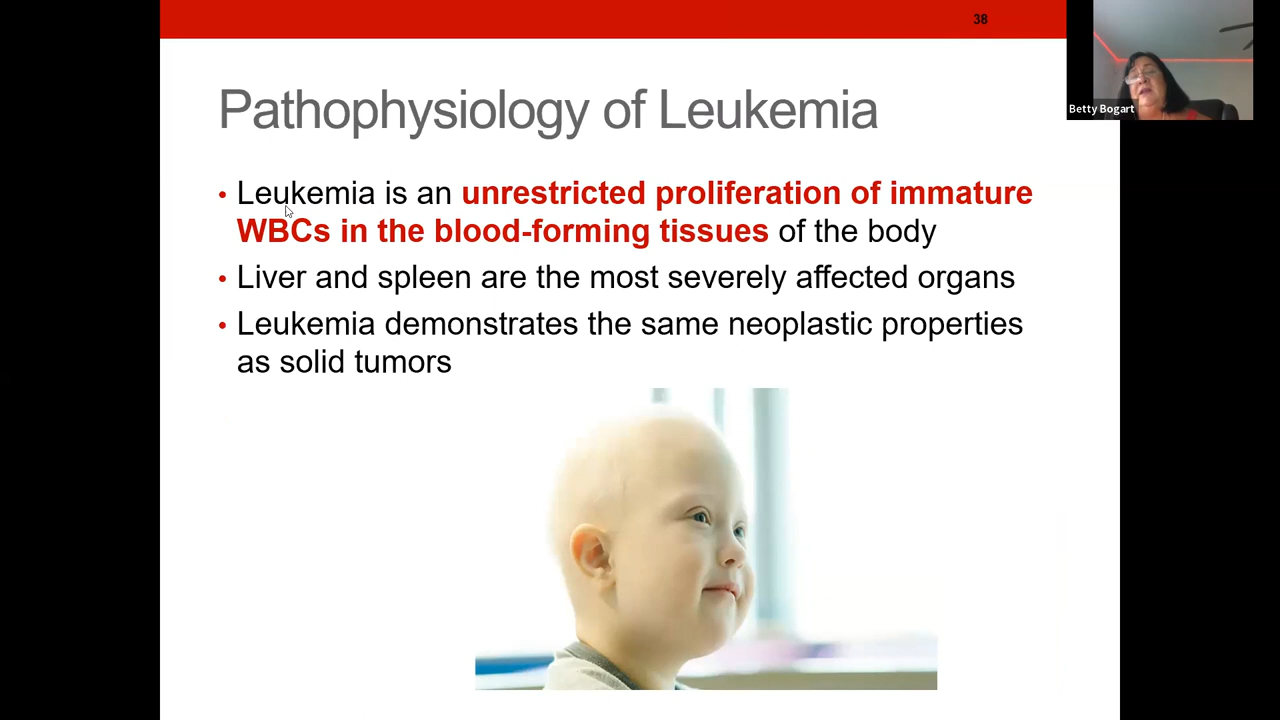 38
Betty Bogart
Pathophysiology of Leukemia
• Leukemia is an unrestricted proliferation of immature
WBCs in the blood-forming tissues of the body
• Liver and spleen are the most severely affected organs
• Leukemia demonstrates the same neoplastic properties
as solid tumors